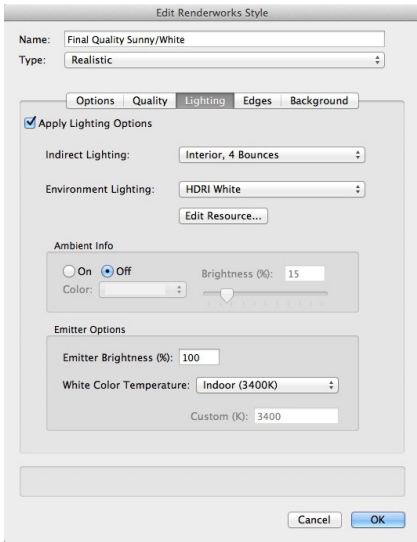 Edit Renderworks Style
Name: Final Quality Sunny/White
Type: Realistic
Options Quality Lighting Edges Background
Apply Lighting Options
Indirect Lighting: Interior, 4 Bounces
Environment Lighting: HDRI White
Edit Resource...
Ambient Info
On Off Brightness (%): 15
Color:
Emitter Options
Emitter Brightness (%): 100
White Color Temperature: Indoor (3400K)
Custom (K): 3400
Cancel OK